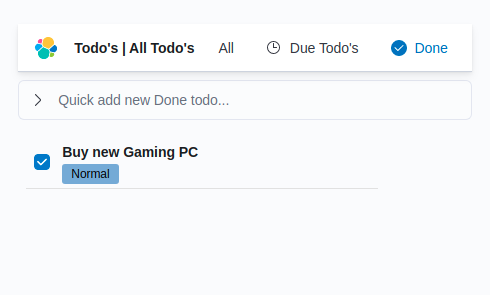 Todo's | All Todo's All Due Todo's Done
Quick add new Done todo...
Buy new Gaming PC
Normal